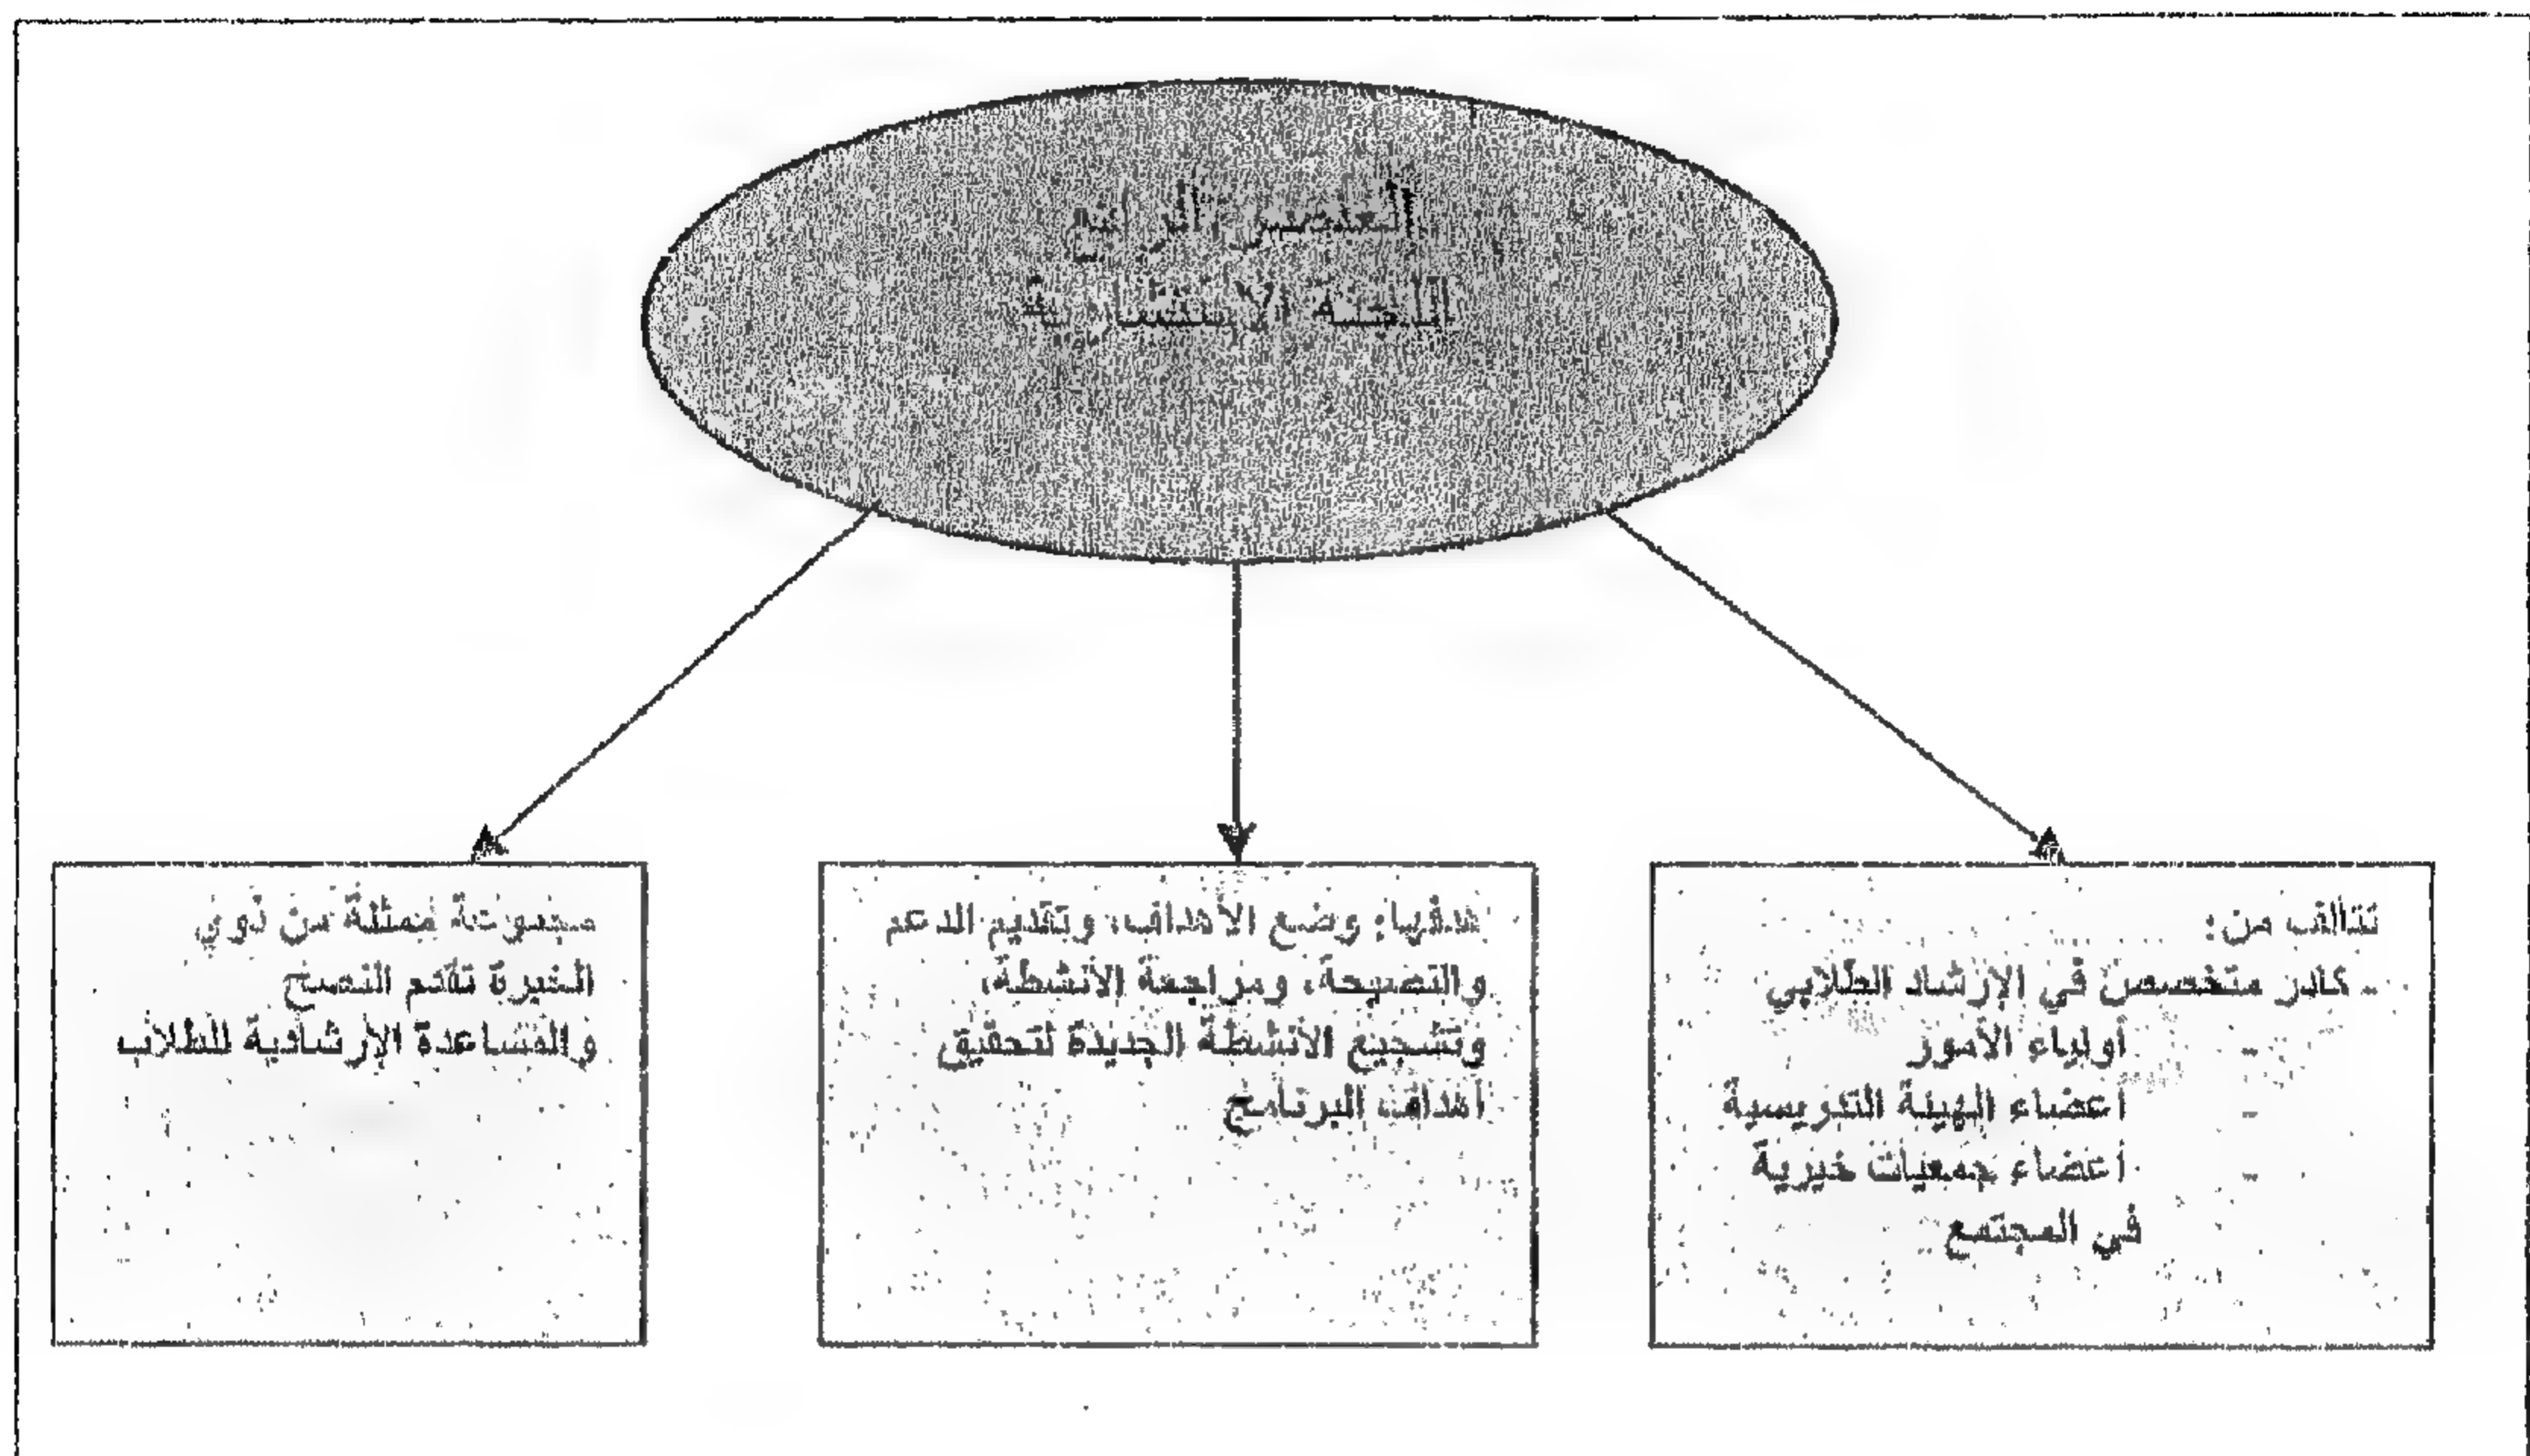 العنصر الرابع
اللجنة الاستشارية
تتألف من:
- كادر متخصص في الإرشاد الطلابي
- أولياء الأمور
- أعضاء الهيئة التدريسية
- أعضاء جمعيات خيرية
في المجتمع
هدفها: وضع الأهداف، وتقديم الدعم
والنصيحة، ومراجعة الأنشطة،
وتشجيع الأنشطة الجديدة لتحقيق
أهداف البرنامج
مجموعة ممثلة من ذوي
الخبرة تقدم النصح
والمساعدة الإرشادية للطلاب